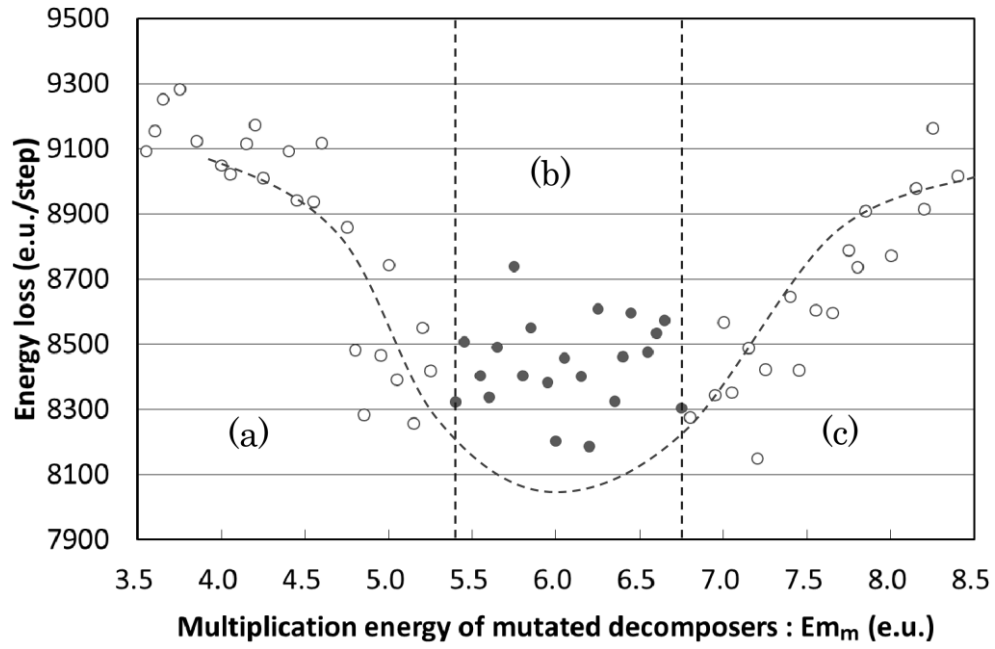 9500
9300
9100
8900
8700
8500
8300
8100
7900
Energy loss (e.u./step)
(a)
(b)
(c)
3.5 4.0 4.5 5.0 5.5 6.0 6.5 7.0 7.5 8.0 8.5
Multiplication energy of mutated decomposers : Emm (e.u.)